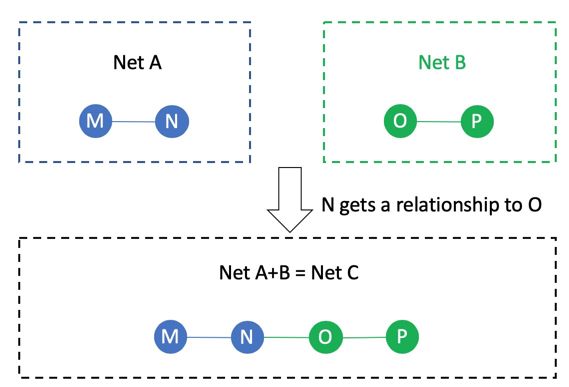 Net A
Net B
M N
O P
N gets a relationship to O
Net A+B = Net C
M N O P